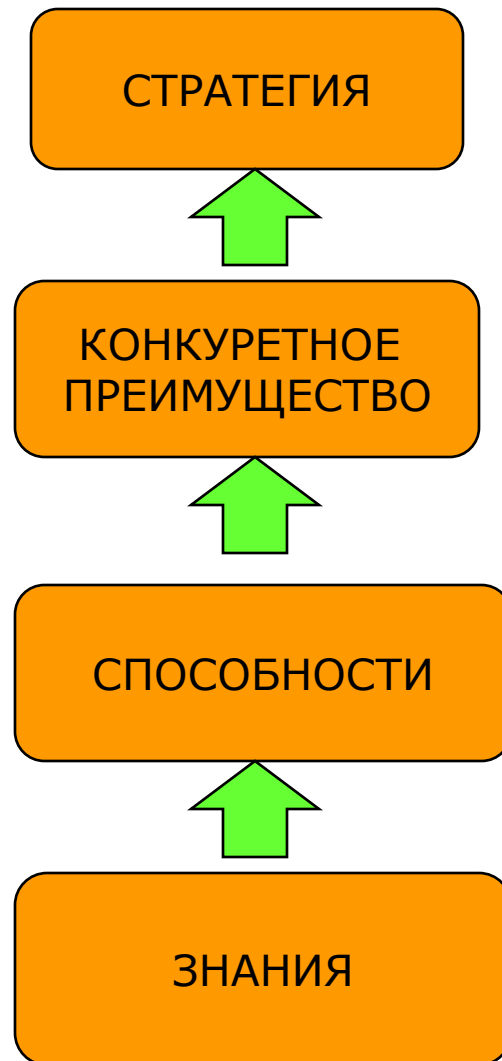 СТРАТЕГИЯ
КОНКУРЕТНОЕ
ПРЕИМУЩЕСТВО
СПОСОБНОСТИ
ЗНАНИЯ